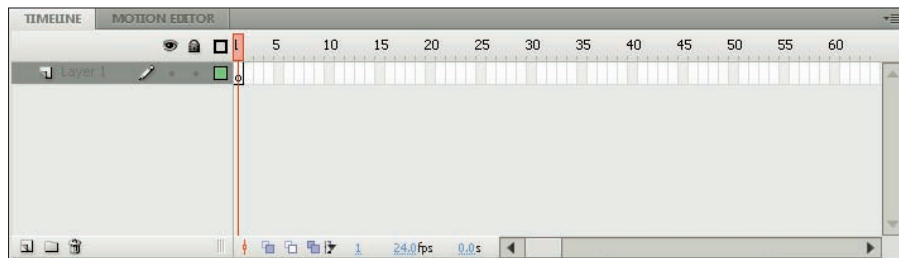 TIMELINE MOTION EDITOR
1 5 10 15 20 25 30 35 40 45 50 55 60
Layer 1
1 24.0fps 0.0s